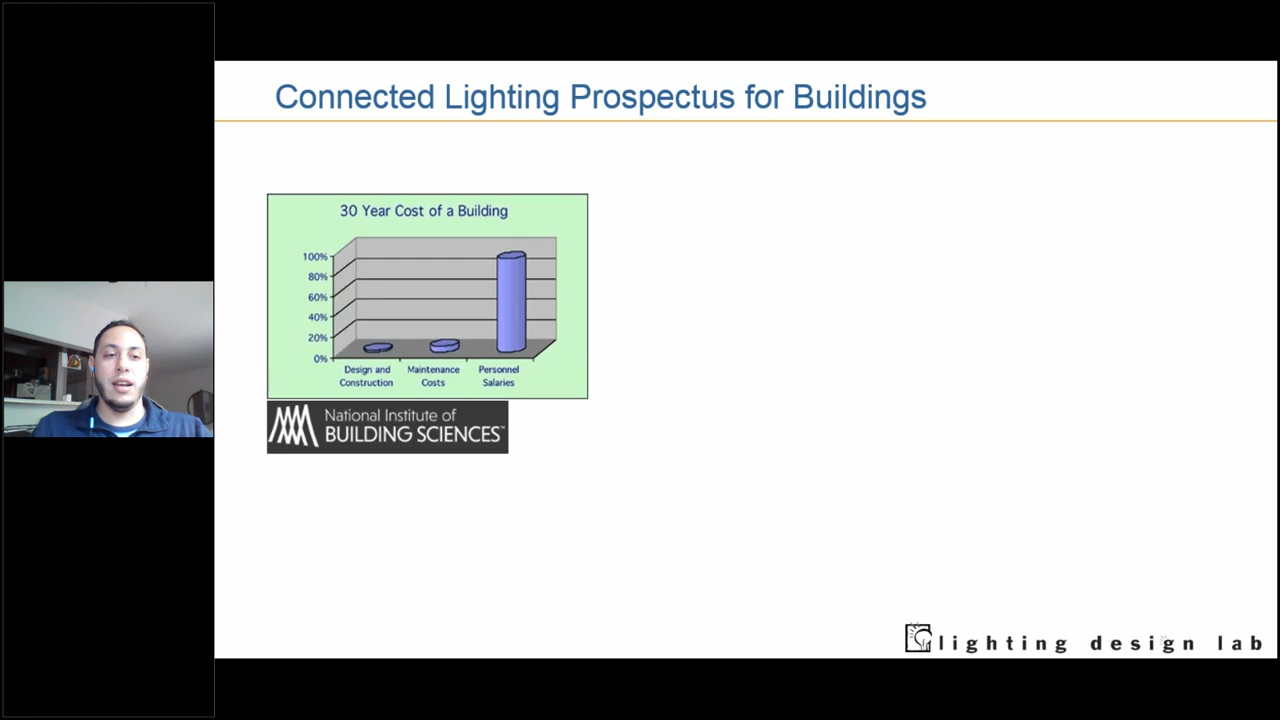 Connected Lighting Prospectus for Buildings
30 Year Cost of a Building
100%
80%
60%
40%
20%
0%
Design and
Construction
Maintenance
Costs
Personnel
Salaries
National Institute of
BUILDING SCIENCES™
lighting design lab